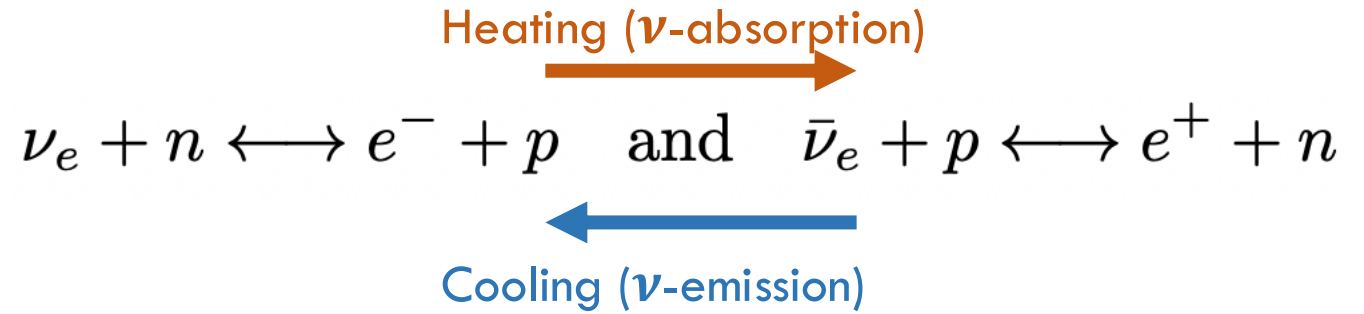 Heating (ν-absorption)
νₑ + n ⟷ e⁻ + p and ν̄ₑ + p ⟷ e⁺ + n
Cooling (ν-emission)